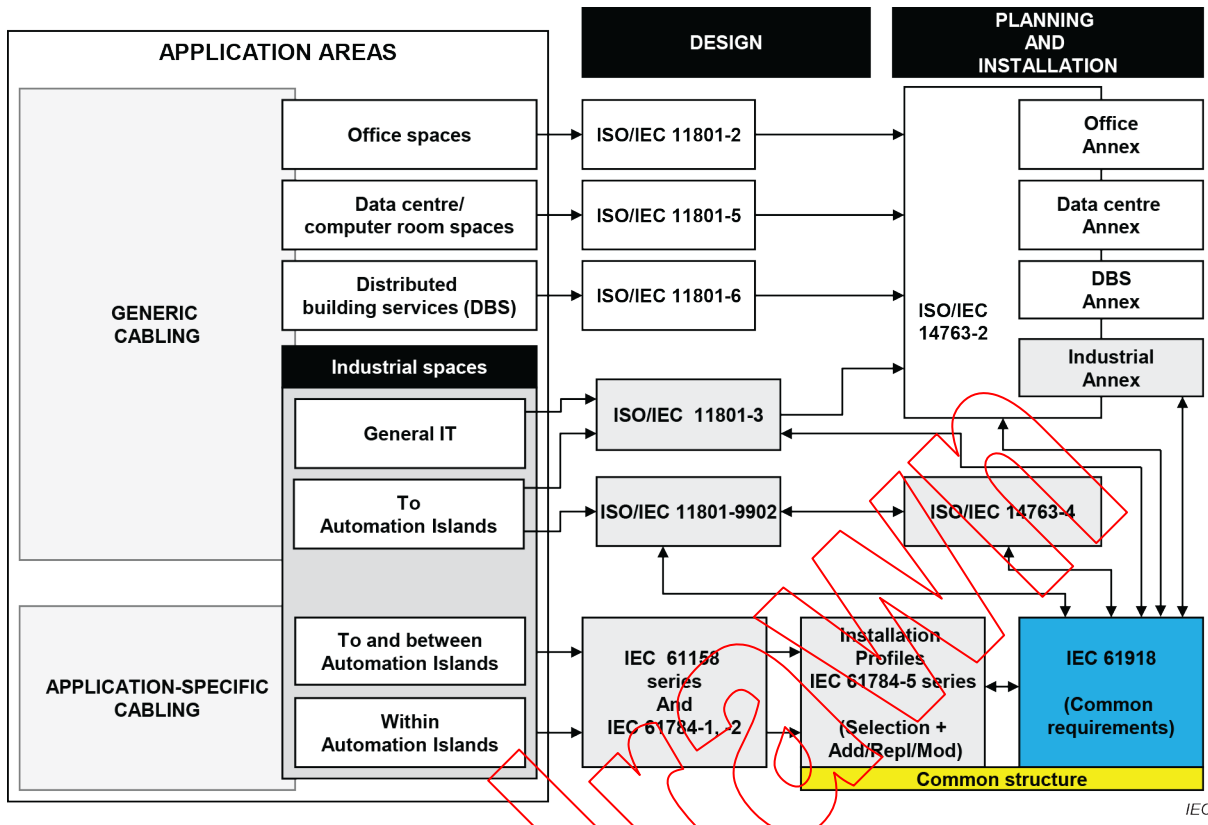 APPLICATION AREAS
DESIGN
PLANNING
AND
INSTALLATION
GENERIC
CABLING
Office spaces
ISO/IEC 11801-2
Office
Annex
Data centre/
computer room spaces
ISO/IEC 11801-5
Data centre
Annex
Distributed
building services (DBS)
ISO/IEC 11801-6
DBS
Annex
ISO/IEC
14763-2
Industrial
Annex
Industrial spaces
General IT
ISO/IEC 11801-3
To
Automation Islands
ISO/IEC 11801-9902
ISO/IEC 14763-4
APPLICATION-SPECIFIC
CABLING
To and between
Automation Islands
Within
Automation Islands
IEC 61158
series
And
IEC 61784-1, -2
Installation
Profiles
IEC 61784-5 series
(Selection +
Add/Repl/Mod)
IEC 61918
(Common
requirements)
Common structure